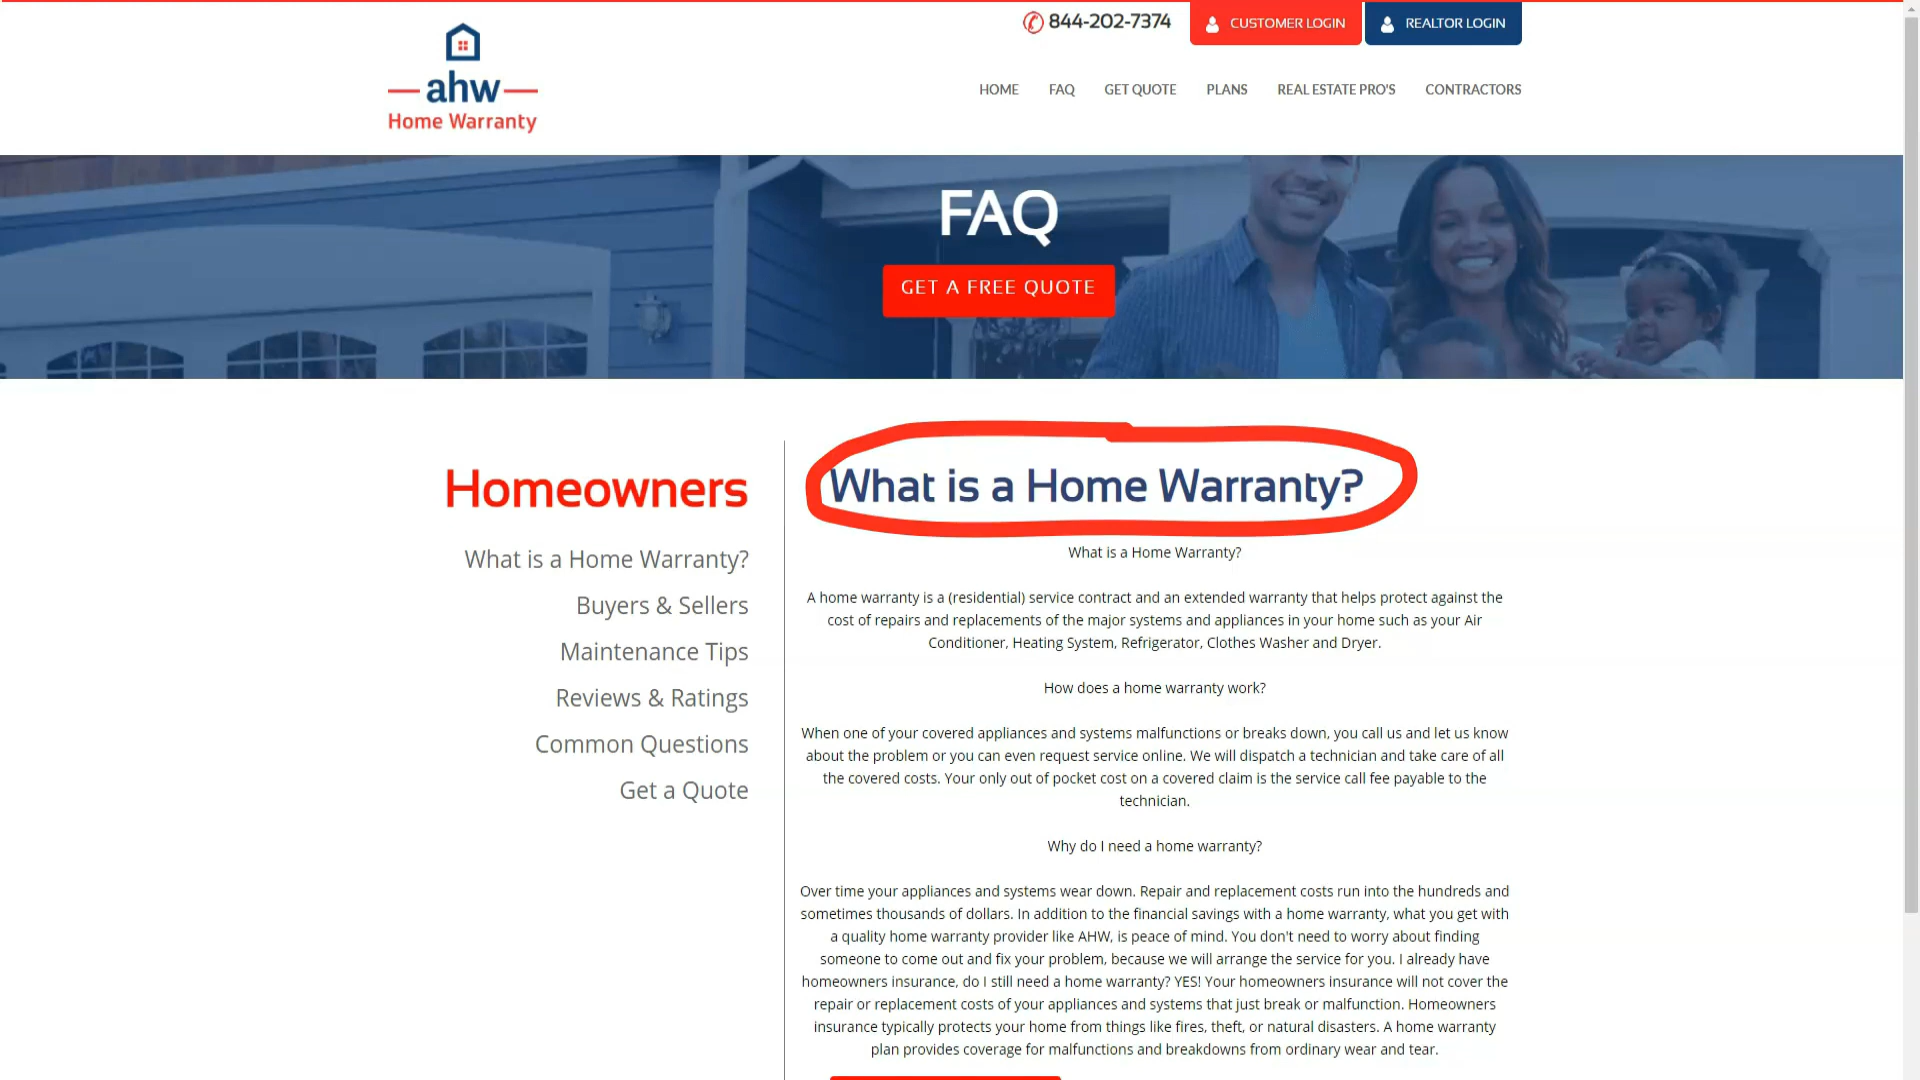 844-202-7374
CUSTOMER LOGIN
REALTOR LOGIN
ahw
Home Warranty
HOME
FAQ
GET QUOTE
PLANS
REAL ESTATE PRO'S
CONTRACTORS
FAQ
GET A FREE QUOTE
Homeowners
What is a Home Warranty?
Buyers & Sellers
Maintenance Tips
Reviews & Ratings
Common Questions
Get a Quote
What is a Home Warranty?
What is a Home Warranty?
A home warranty is a (residential) service contract and an extended warranty that helps protect against the
cost of repairs and replacements of the major systems and appliances in your home such as your Air
Conditioner, Heating System, Refrigerator, Clothes Washer and Dryer.
How does a home warranty work?
When one of your covered appliances and systems malfunctions or breaks down, you call us and let us know
about the problem or you can even request service online. We will dispatch a technician and take care of all
the covered costs. Your only out of pocket cost on a covered claim is the service call fee payable to the
technician.
Why do I need a home warranty?
Over time your appliances and systems wear down. Repair and replacement costs run into the hundreds and
sometimes thousands of dollars. In addition to the financial savings with a home warranty, what you get with
a quality home warranty provider like AHW, is peace of mind. You don't need to worry about finding
someone to come out and fix your problem, because we will arrange the service for you. I already have
homeowners insurance, do I still need a home warranty? YES! Your homeowners insurance will not cover the
repair or replacement costs of your appliances and systems that just break or malfunction. Homeowners
insurance typically protects your home from things like fires, theft, or natural disasters. A home warranty
plan provides coverage for malfunctions and breakdowns from ordinary wear and tear.